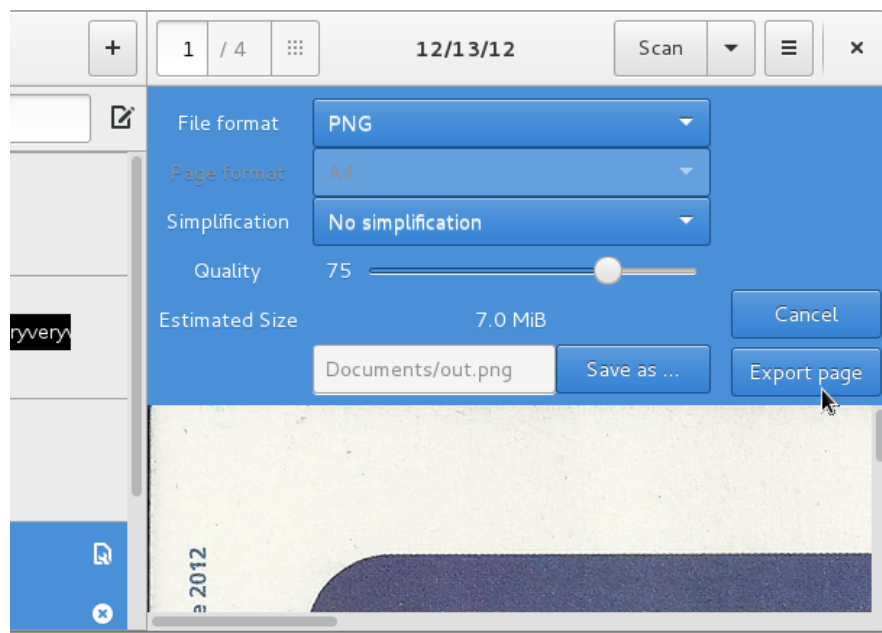 + 1 / 4 12/13/12 Scan
File format PNG
Page format A4
Simplification No simplification
Quality 75
Estimated Size 7.0 MiB
Cancel
Documents/out.png Save as ...
Export page
2012